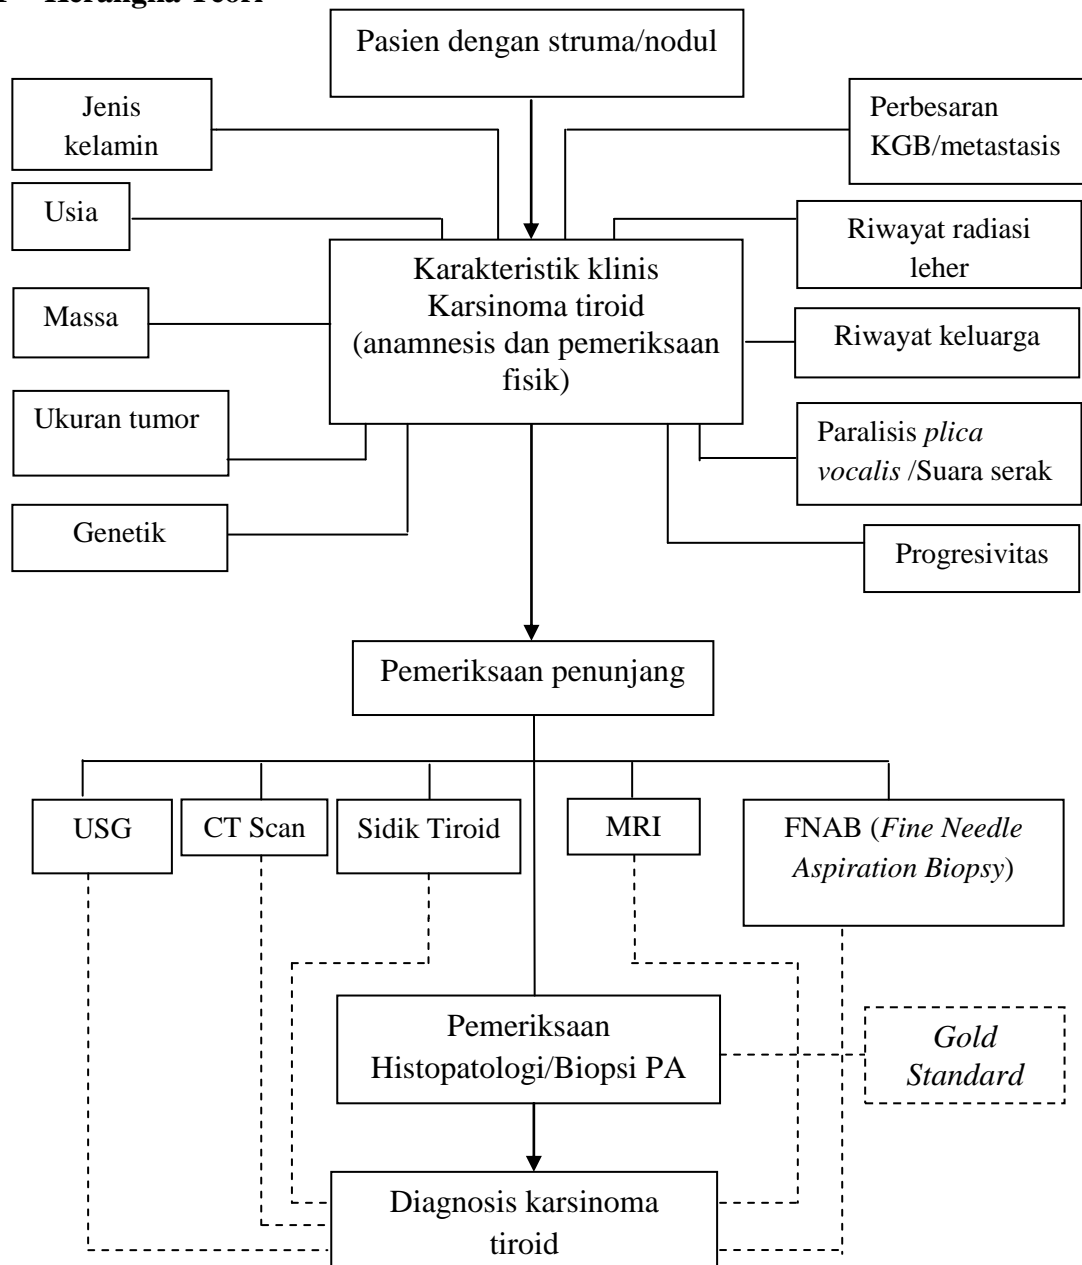 Kerangka Teori
Pasien dengan struma/nodul
Jenis
kelamin
Perbesaran
KGB/metastasis
Usia
Riwayat radiasi
leher
Karakteristik klinis
Karsinoma tiroid
(anamnesis dan pemeriksaan
fisik)
Massa
Riwayat keluarga
Ukuran tumor
Paralisis plica
vocalis /Suara serak
Genetik
Progresivitas
Pemeriksaan penunjang
USG
CT Scan
Sidik Tiroid
MRI
FNAB (Fine Needle
Aspiration Biopsy)
Pemeriksaan
Histopatologi/Biopsi PA
Gold
Standard
Diagnosis karsinoma
tiroid